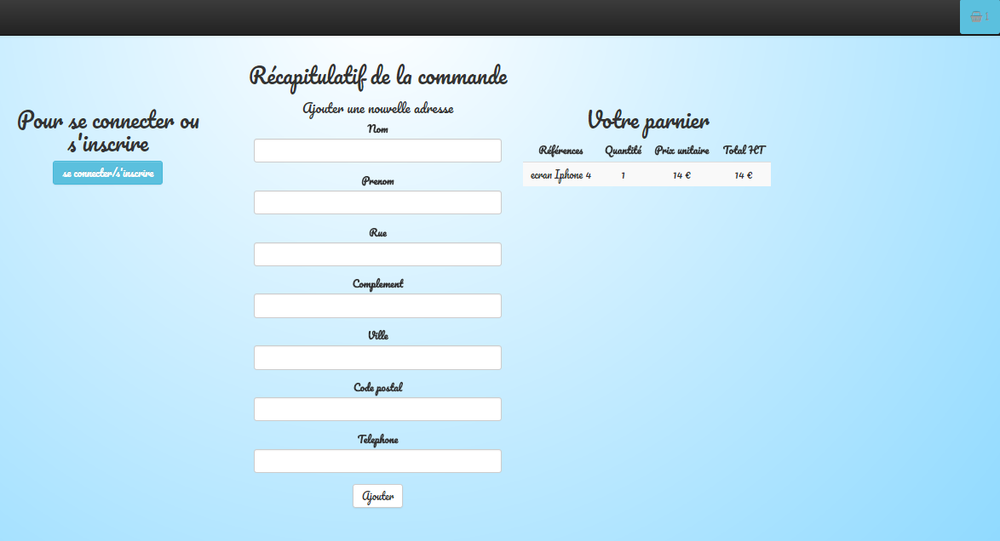 Récapitulatif de la commande
Pour se connecter ou
s'inscrire
se connecter/s'inscrire
Ajouter une nouvelle adresse
Nom
Prenom
Rue
Complement
Ville
Code postal
Telephone
Ajouter
Votre parnier
Références Quantité Prix unitaire Total HT
ecran Iphone 4 1 14 € 14 €